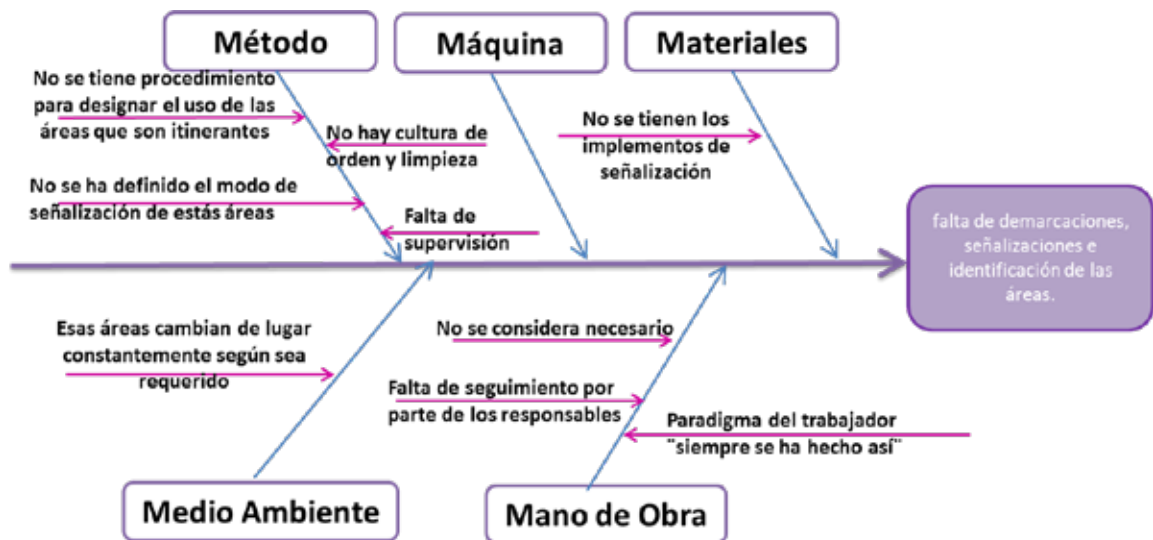 Método
Máquina
Materiales
No se tiene procedimiento
para designar el uso de las
áreas que son itinerantes
No hay cultura de
orden y limpieza
No se ha definido el modo de
señalización de estás áreas
Falta de
supervisión
No se tienen los
implementos de
señalización
falta de demarcaciones,
señalizaciones e
identificación de las
áreas.
Esas áreas cambian de lugar
constantemente según sea
requerido
No se considera necesario
Falta de seguimiento por
parte de los responsables
Paradigma del trabajador
¨siempre se ha hecho así¨
Medio Ambiente
Mano de Obra